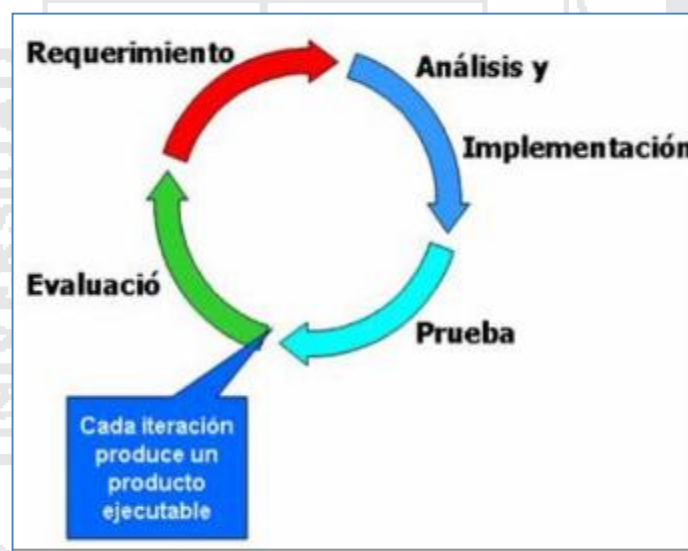 Requerimiento
Análisis y
Implementación
Prueba
Evaluació
Cada iteración
produce un
producto
ejecutable